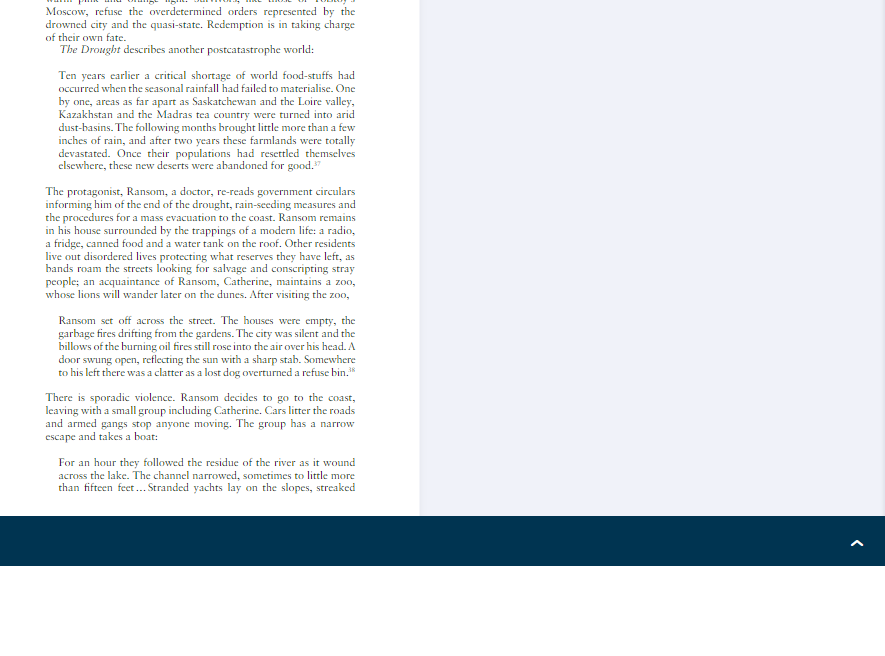 warm pink and orange light. Survivors, like those of Tolstoy's
Moscow, refuse the overdetermined orders represented by the
drowned city and the quasi-state. Redemption is in taking charge
of their own fate.
The Drought describes another postcatastrophe world:
Ten years earlier a critical shortage of world food-stuffs had
occurred when the seasonal rainfall had failed to materialise. One
by one, areas as far apart as Saskatchewan and the Loire valley,
Kazakhstan and the Madras tea country were turned into arid
dust-basins. The following months brought little more than a few
inches of rain, and after two years these farmlands were totally
devastated. Once their populations had resettled themselves
elsewhere, these new deserts were abandoned for good.37
The protagonist, Ransom, a doctor, re-reads government circulars
informing him of the end of the drought, rain-seeding measures and
the procedures for a mass evacuation to the coast. Ransom remains
in his house surrounded by the trappings of a modern life: a radio,
a fridge, canned food and a water tank on the roof. Other residents
live out disordered lives protecting what reserves they have left, as
bands roam the streets looking for salvage and conscripting stray
people; an acquaintance of Ransom, Catherine, maintains a zoo,
whose lions will wander later on the dunes. After visiting the zoo,
Ransom set off across the street. The houses were empty, the
garbage fires drifting from the gardens. The city was silent and the
billows of the burning oil fires still rose into the air over his head. A
door swung open, reflecting the sun with a sharp stab. Somewhere
to his left there was a clatter as a lost dog overturned a refuse bin.38
There is sporadic violence. Ransom decides to go to the coast,
leaving with a small group including Catherine. Cars litter the roads
and armed gangs stop anyone moving. The group has a narrow
escape and takes a boat:
For an hour they followed the residue of the river as it wound
across the lake. The channel narrowed, sometimes to little more
than fifteen feet ... Stranded yachts lay on the slopes, streaked